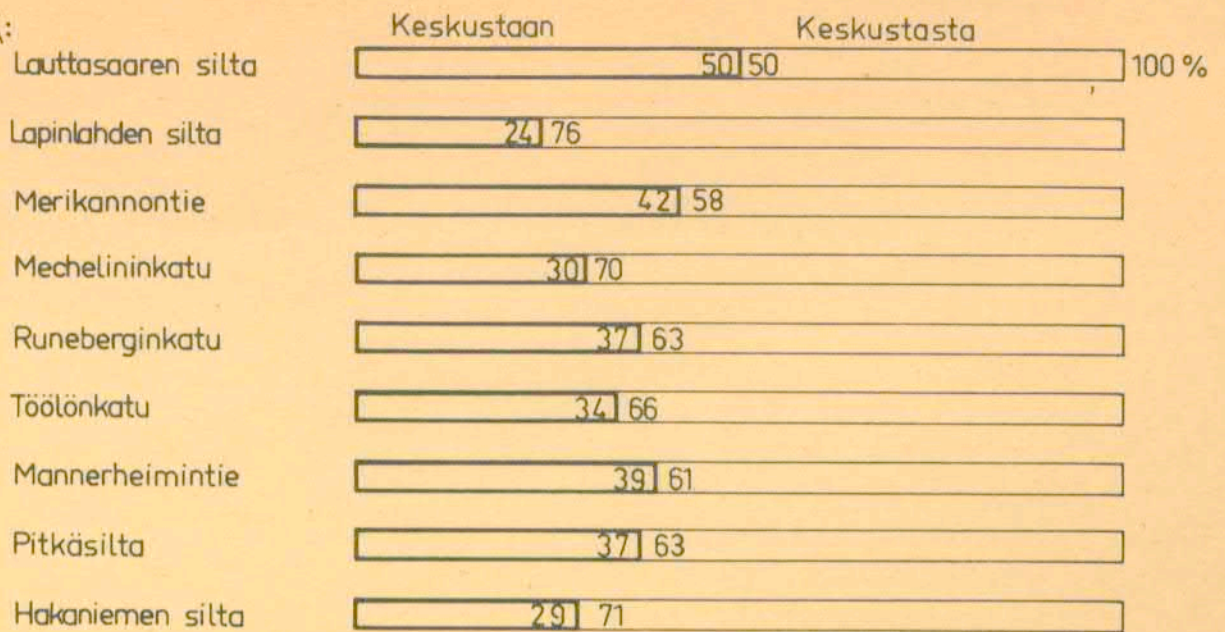 Keskustaan Keskustasta
Lauttasaaren silta 50 50 100 %
Lapinlahden silta 24 76
Merikannontie 42 58
Mechelininkatu 30 70
Runeberginkatu 37 63
Töölönkatu 34 66
Mannerheimintie 39 61
Pitkäsilta 37 63
Hakaniemen silta 29 71